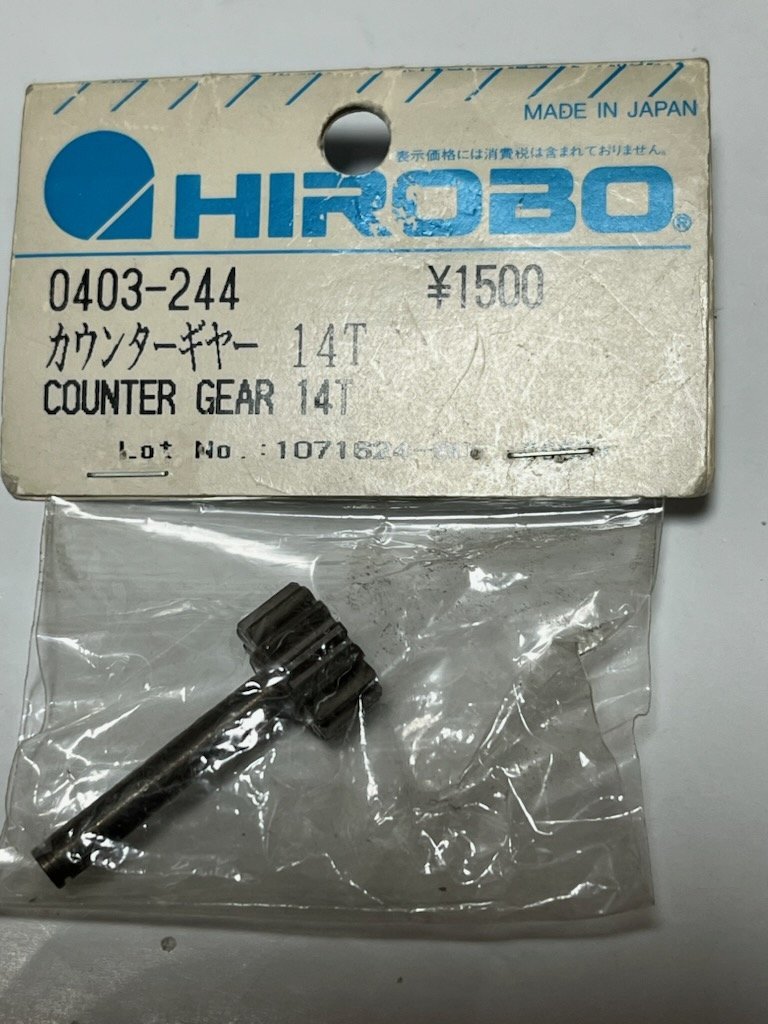 MADE IN JAPAN
表示価格には消費税は含まれておりません。
HIROBO®
0403-244 ¥1500
カウンターギヤー 14T
COUNTER GEAR 14T
Lot No.:1071624